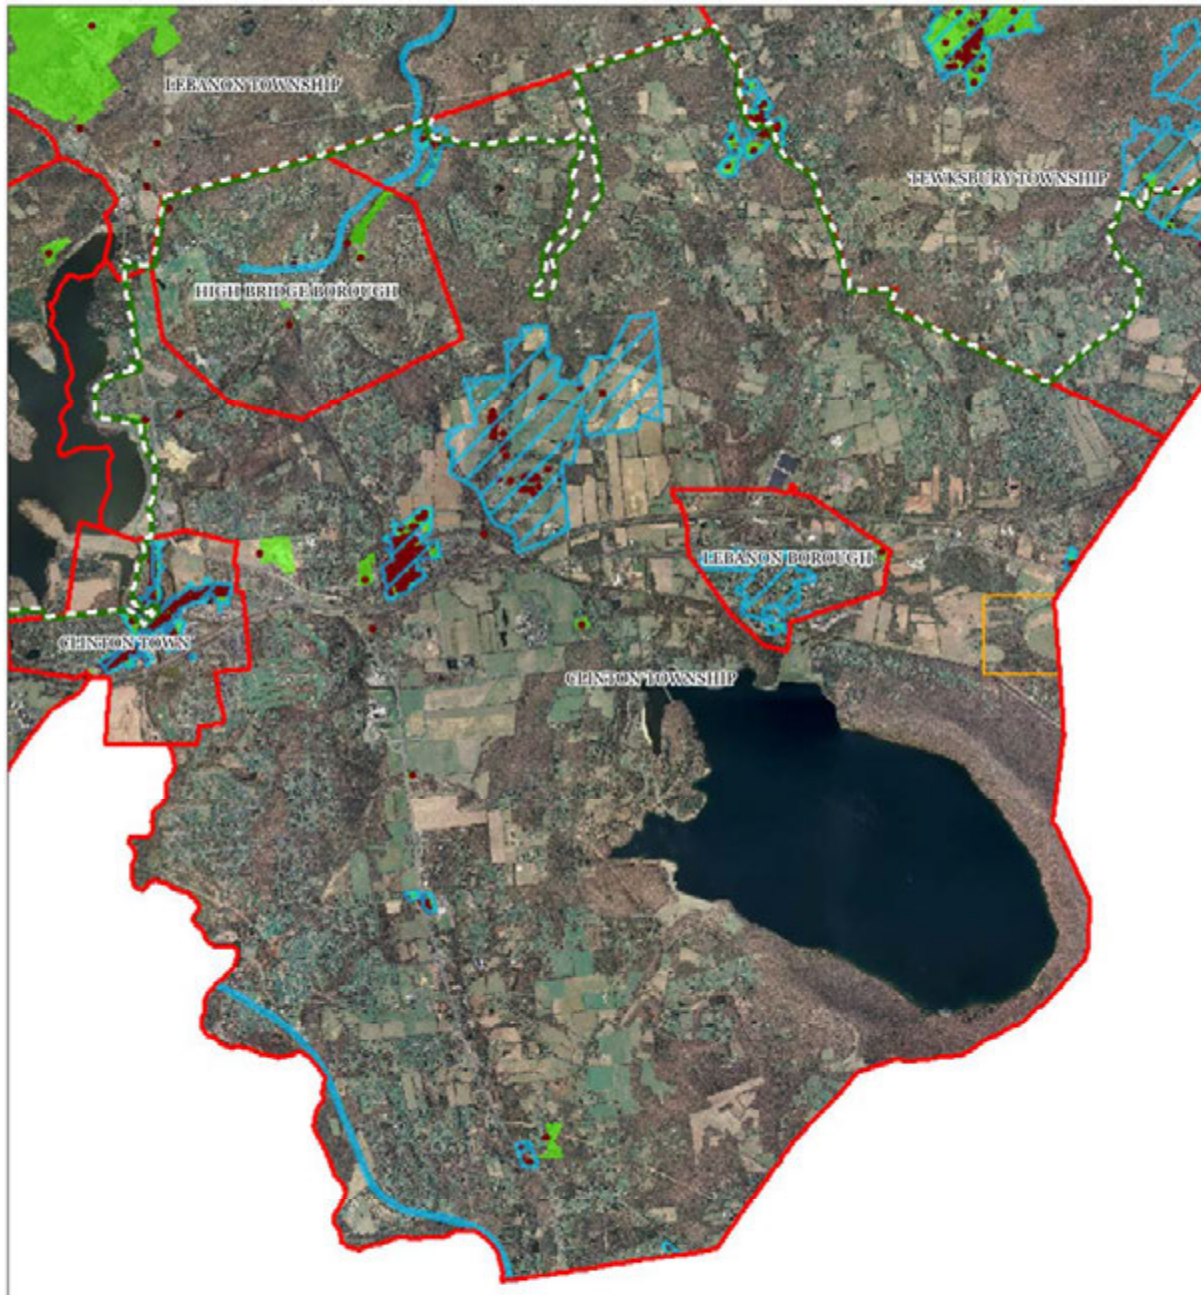 LEBANON TOWNSHIP
TEWKSBURY TOWNSHIP
HIGH BRIDGE BOROUGH
LEBANON BOROUGH
CLINTON TOWN
CLINTON TOWNSHIP